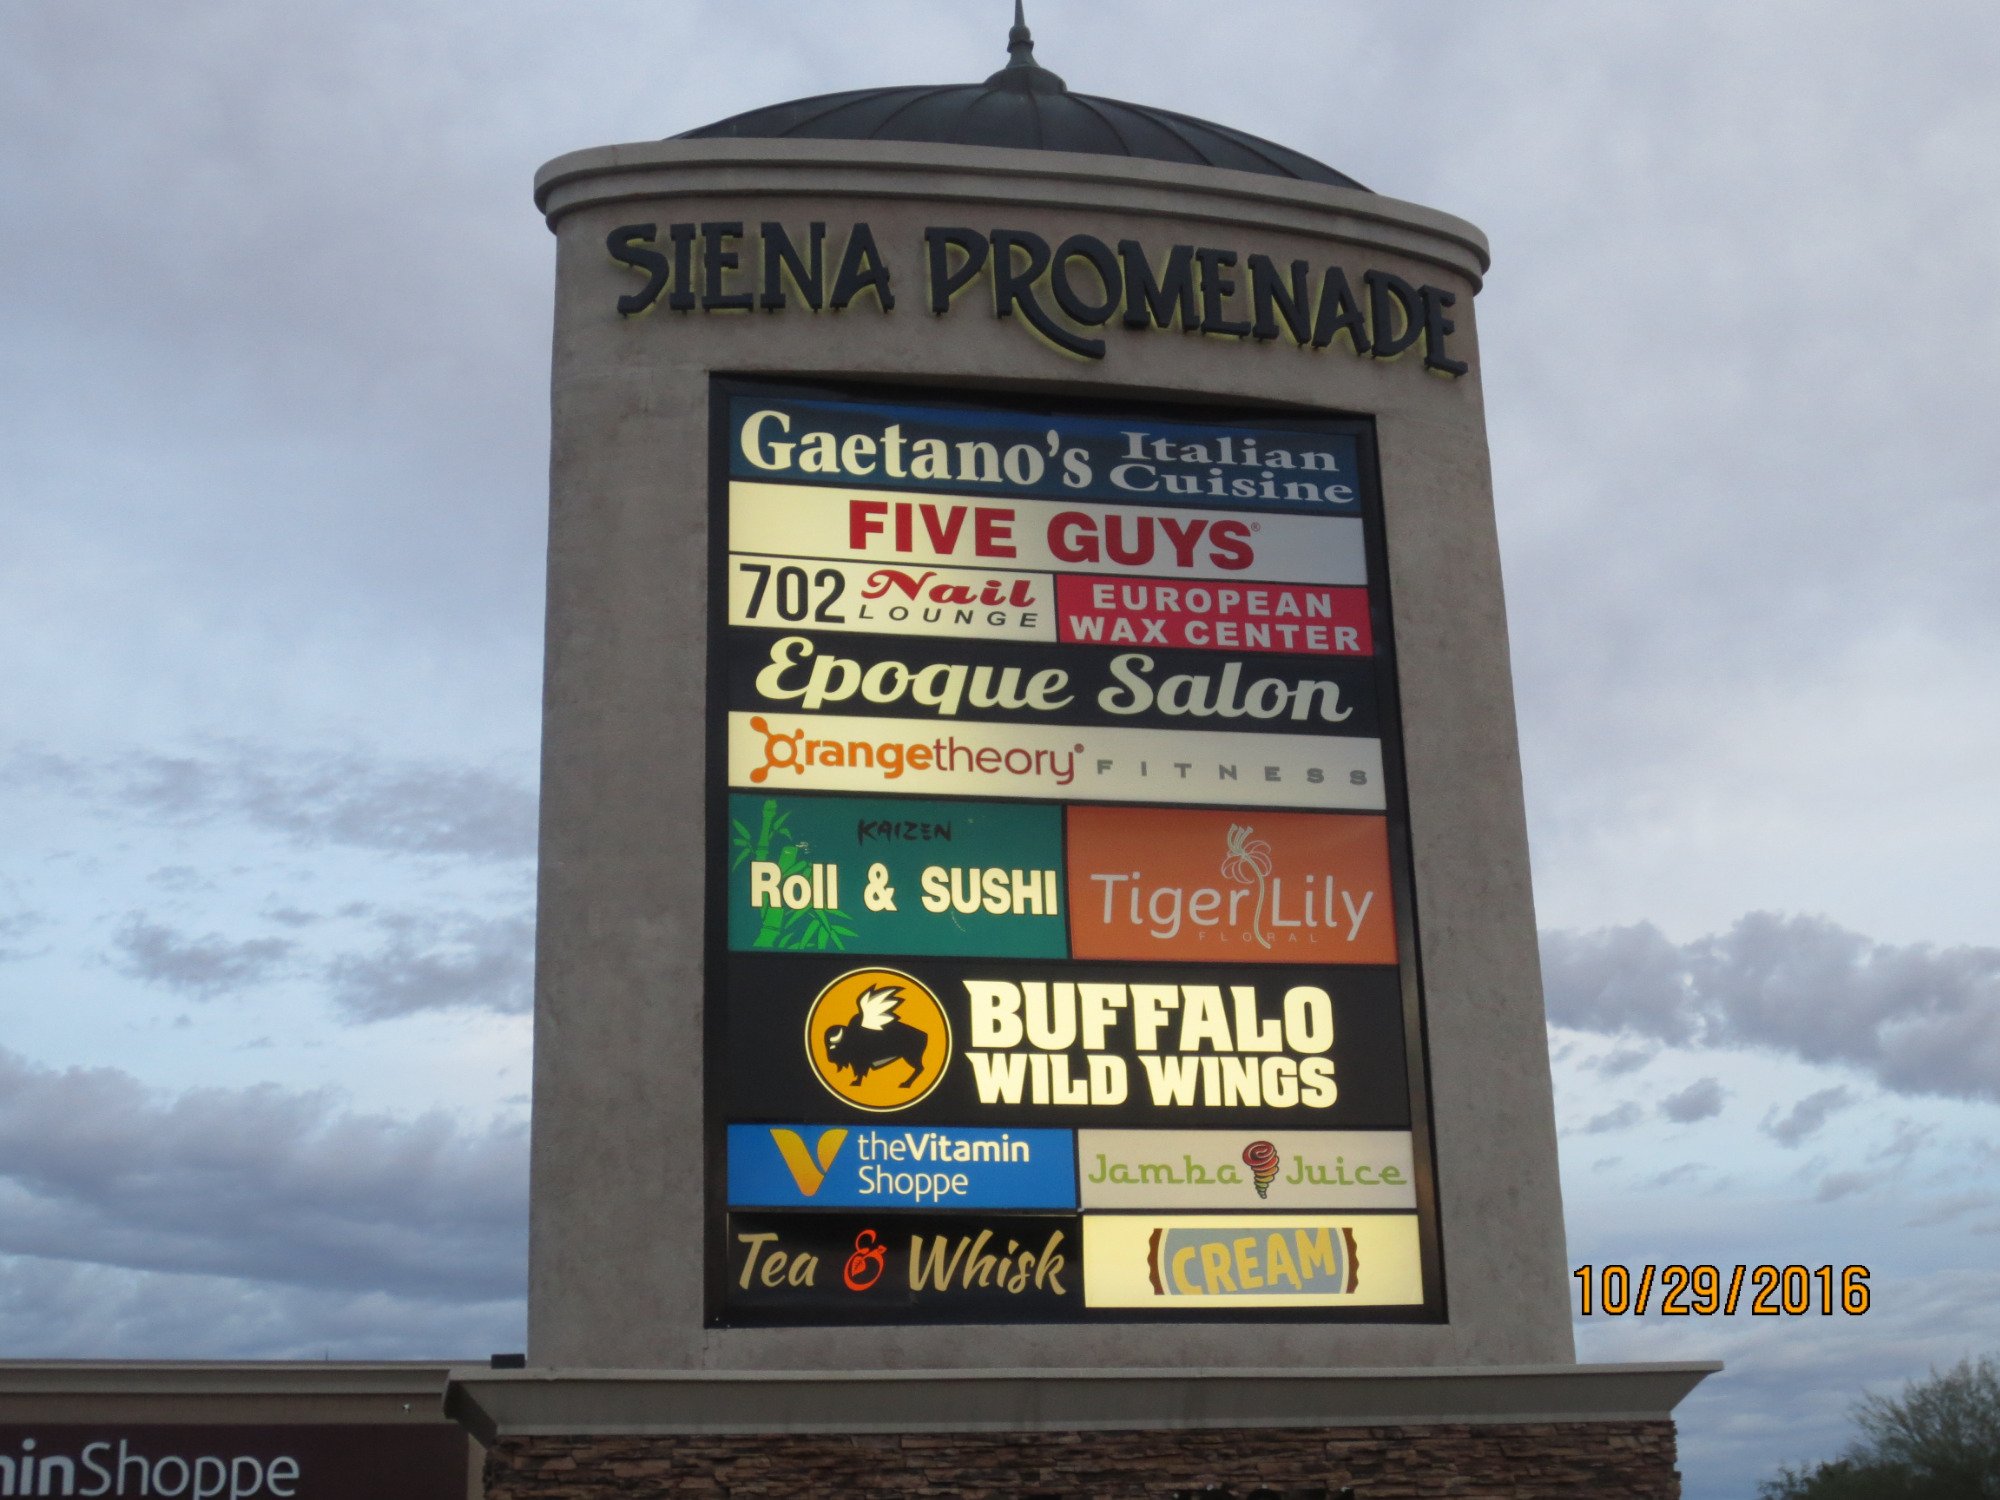 SIENA PROMENADE
Gaetano's Italian Cuisine
FIVE GUYS®
702 Nail LOUNGE
EUROPEAN
WAX CENTER
Epoque Salon
Orangetheory® FITNESS
KAIZEN
Roll & SUSHI
Tiger Lily
FLORAL
BUFFALO
WILD WINGS
theVitamin
Shoppe
Jamba Juice
Tea & Whisk
CREAM
10/29/2016
minShoppe